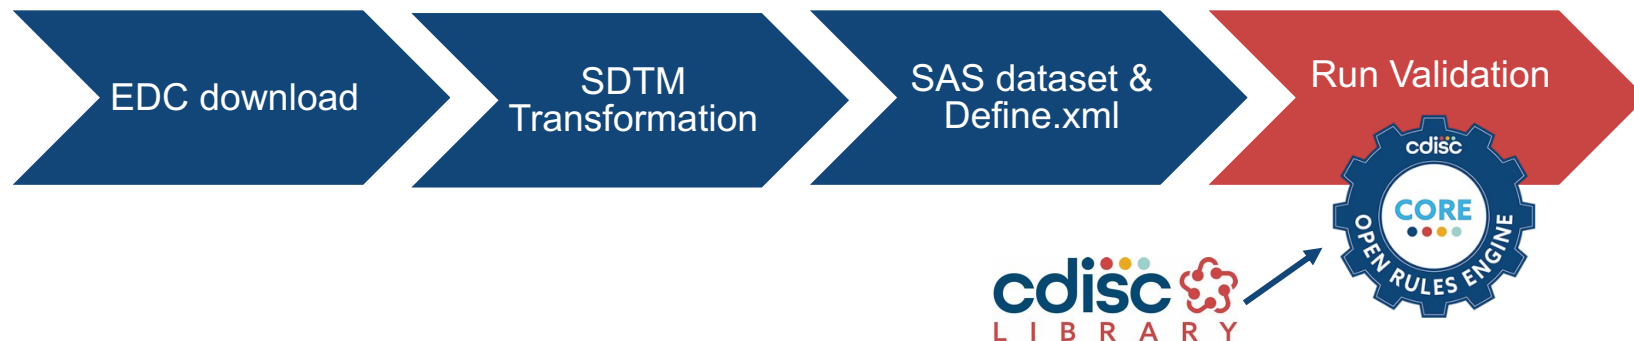 EDC download
SDTM
Transformation
SAS dataset &
Define.xml
Run Validation
cdisc
CORE
OPEN RULES ENGINE
cdisc
LIBRARY